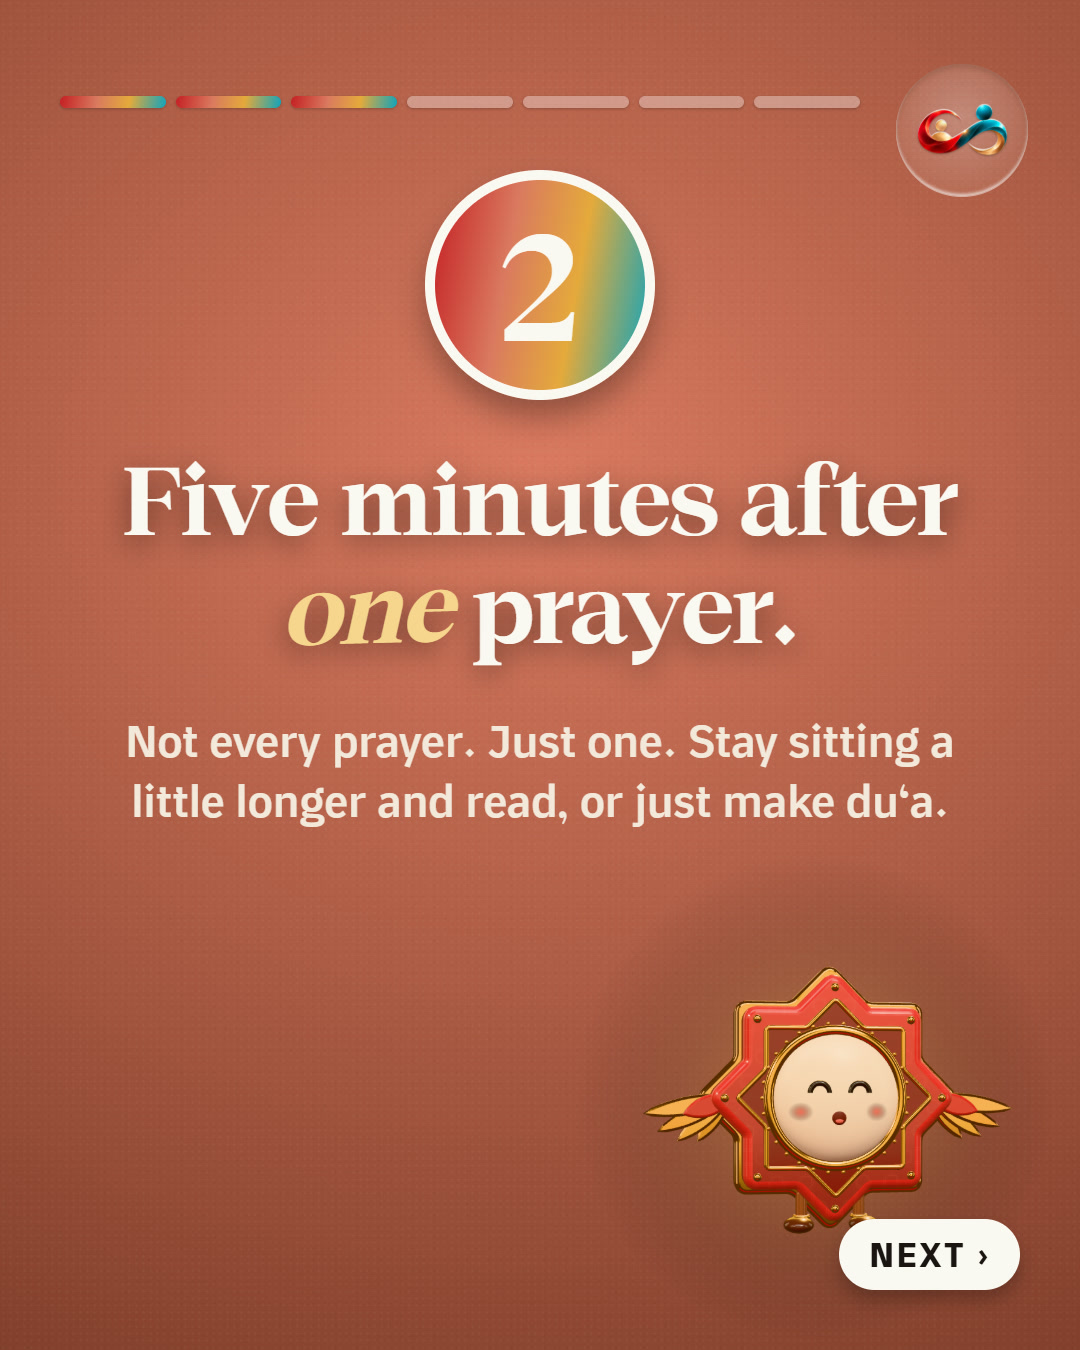 2
Five minutes after
one prayer.
Not every prayer. Just one. Stay sitting a
little longer and read, or just make du‘a.
NEXT ›